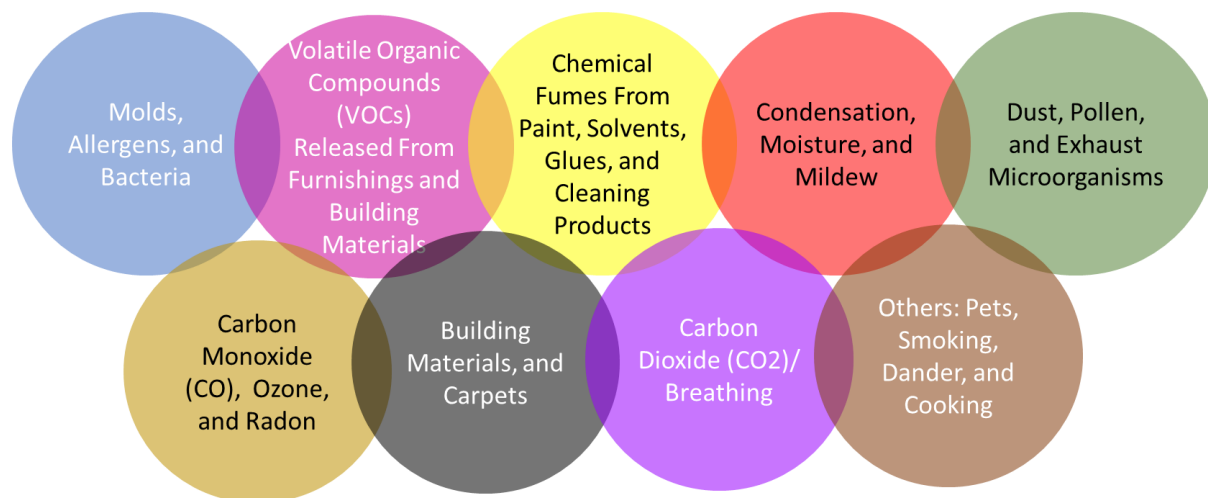 Molds,
Allergens, and
Bacteria
Volatile Organic
Compounds
(VOCs)
Released From
Furnishings and
Building
Materials
Chemical
Fumes From
Paint, Solvents,
Glues, and
Cleaning
Products
Condensation,
Moisture, and
Mildew
Dust, Pollen,
and Exhaust
Microorganisms
Carbon
Monoxide
(CO),  Ozone,
and Radon
Building
Materials, and
Carpets
Carbon
Dioxide (CO2)/
Breathing
Others: Pets,
Smoking,
Dander, and
Cooking